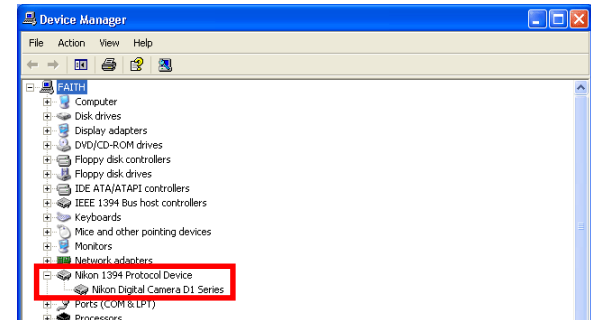 Device Manager
File Action View Help
FAITH
Computer
Disk drives
Display adapters
DVD/CD-ROM drives
Floppy disk controllers
Floppy disk drives
IDE ATA/ATAPI controllers
IEEE 1394 Bus host controllers
Keyboards
Mice and other pointing devices
Monitors
Network adapters
Nikon 1394 Protocol Device
Nikon Digital Camera D1 Series
Ports (COM & LPT)
Processors